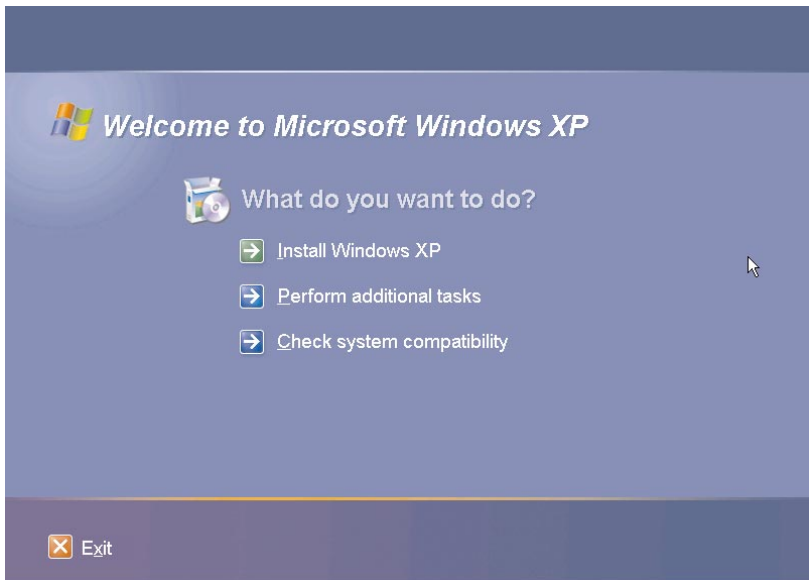 Welcome to Microsoft Windows XP
What do you want to do?
Install Windows XP
Perform additional tasks
Check system compatibility
Exit